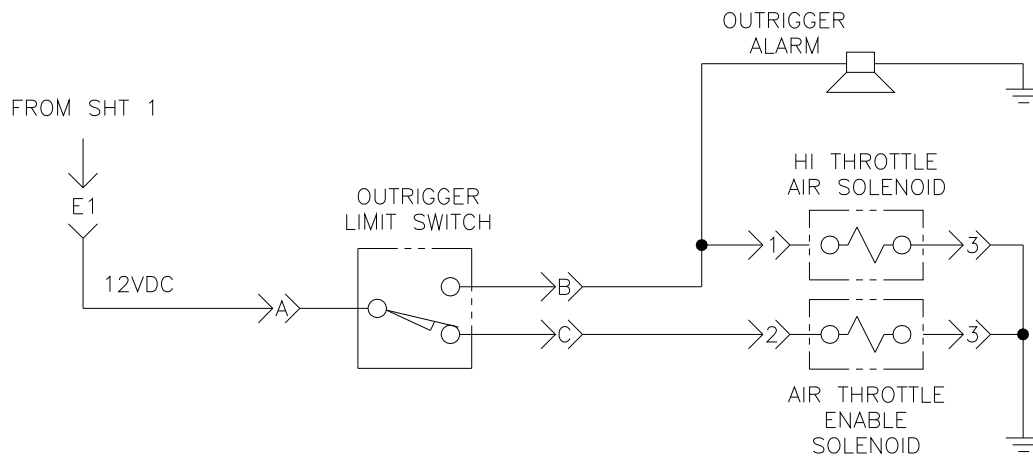 OUTRIGGER
ALARM
FROM SHT 1
E1
12VDC
OUTRIGGER
LIMIT SWITCH
A
B
C
HI THROTTLE
AIR SOLENOID
1
3
2
3
AIR THROTTLE
ENABLE
SOLENOID